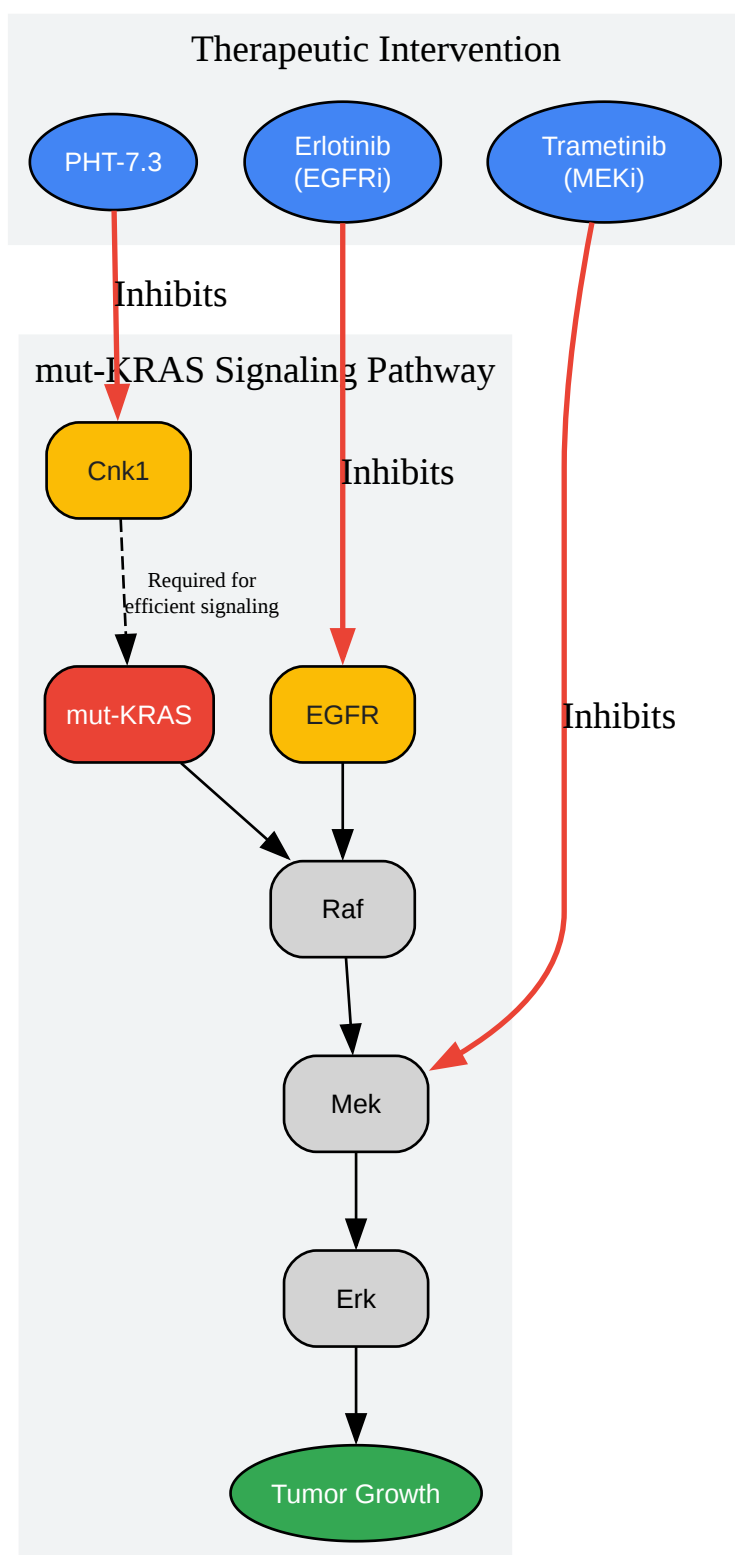 Therapeutic Intervention
PHT-7.3
Erlotinib
(EGFRi)
Trametinib
(MEKi)
Inhibits
mut-KRAS Signaling Pathway
Cnk1
Inhibits
Required for
efficient signaling
mut-KRAS
EGFR
Inhibits
Raf
Mek
Erk
Tumor Growth